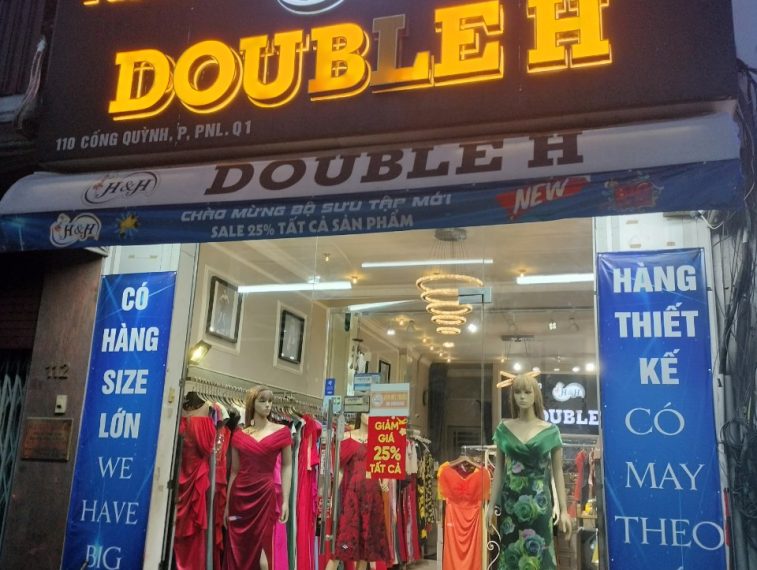 DOUBLE H
110 CỐNG QUỲNH, P, PNL. Q1
H&H
DOUBLE H
CHÀO MỪNG BỘ SƯU TẬP MỚI
NEW
H&H
SALE 25% TẤT CẢ SẢN PHẨM
CÓ
HÀNG
SIZE
LỚN
WE
HAVE
BIG
HÀNG
THIẾT
KẾ
CÓ
MAY
THEO
112
GIẢM
GIÁ
25%
TẤT CẢ
H&H
OUBLE